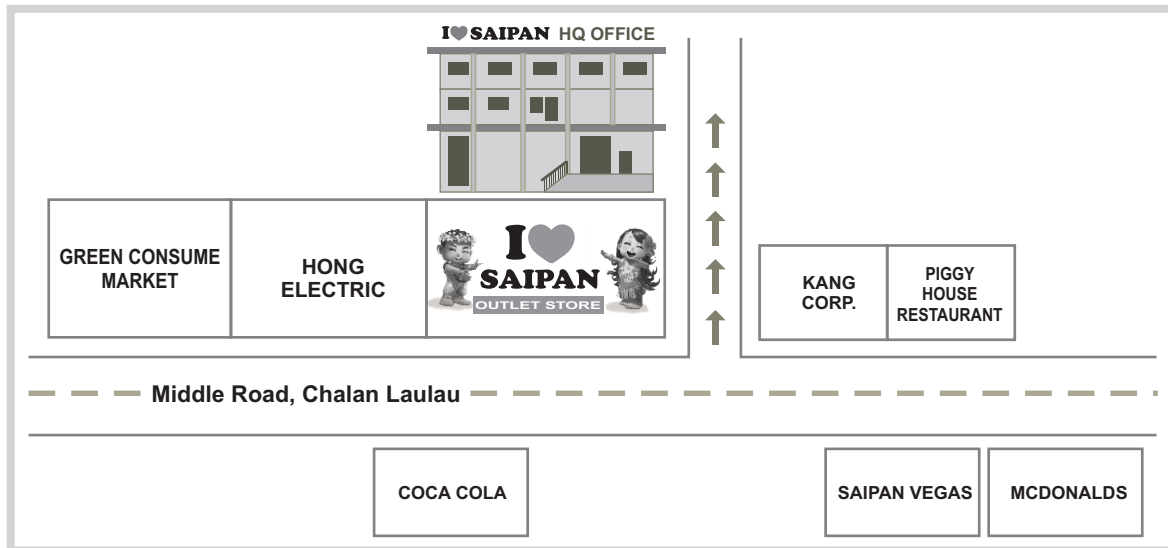 I♥SAIPAN HQ OFFICE
GREEN CONSUME
MARKET
HONG
ELECTRIC
I♥
SAIPAN
OUTLET STORE
KANG
CORP.
PIGGY
HOUSE
RESTAURANT
Middle Road, Chalan Laulau
COCA COLA
SAIPAN VEGAS
MCDONALDS